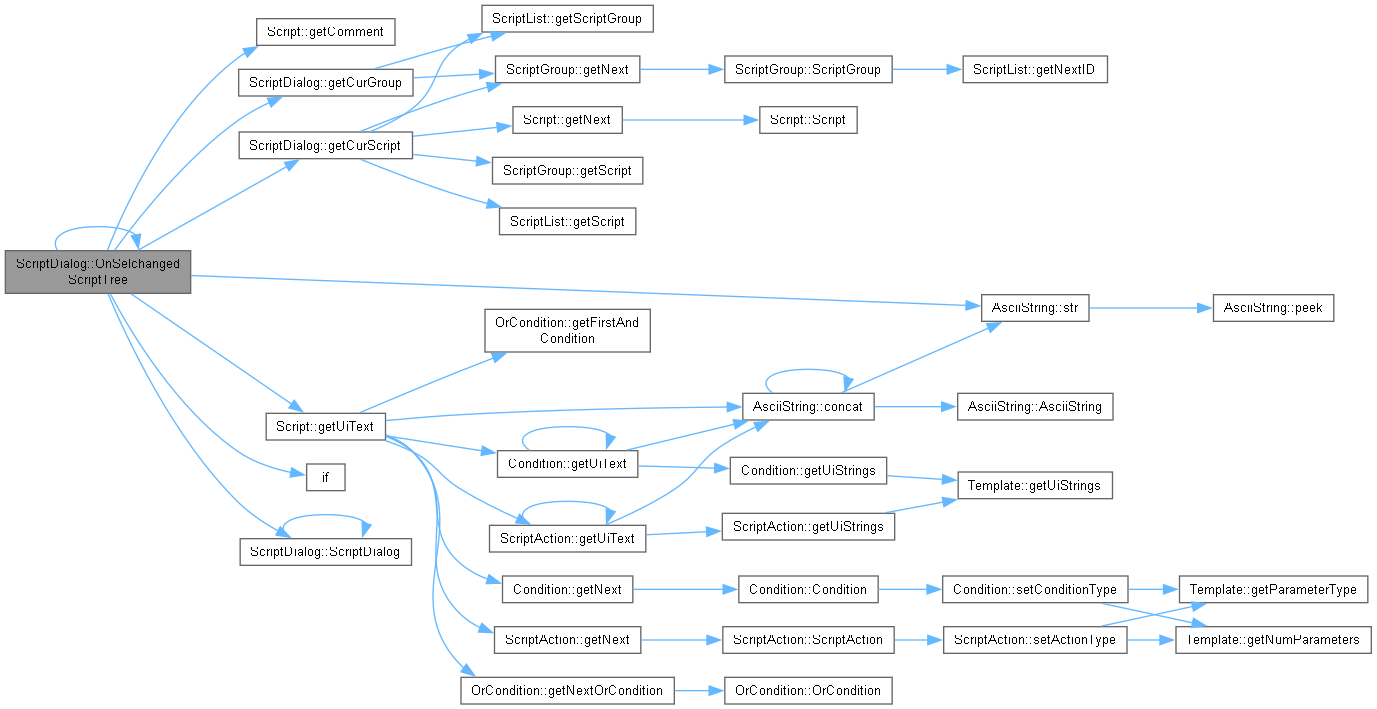 ScriptDialog::OnSelchanged
ScriptTree
Script::getComment
ScriptDialog::getCurGroup
ScriptList::getScriptGroup
ScriptGroup::getNext
ScriptGroup::ScriptGroup
ScriptList::getNextID
ScriptDialog::getCurScript
Script::getNext
Script::Script
ScriptGroup::getScript
ScriptList::getScript
AsciiString::str
AsciiString::peek
Script::getUiText
OrCondition::getFirstAnd
Condition
AsciiString::concat
AsciiString::AsciiString
Condition::getUiText
Condition::getUiStrings
Template::getUiStrings
ScriptAction::getUiText
ScriptAction::getUiStrings
Condition::getNext
Condition::Condition
Condition::setConditionType
Template::getParameterType
Template::getNumParameters
ScriptAction::getNext
ScriptAction::ScriptAction
ScriptAction::setActionType
OrCondition::getNextOrCondition
OrCondition::OrCondition
if
ScriptDialog::ScriptDialog